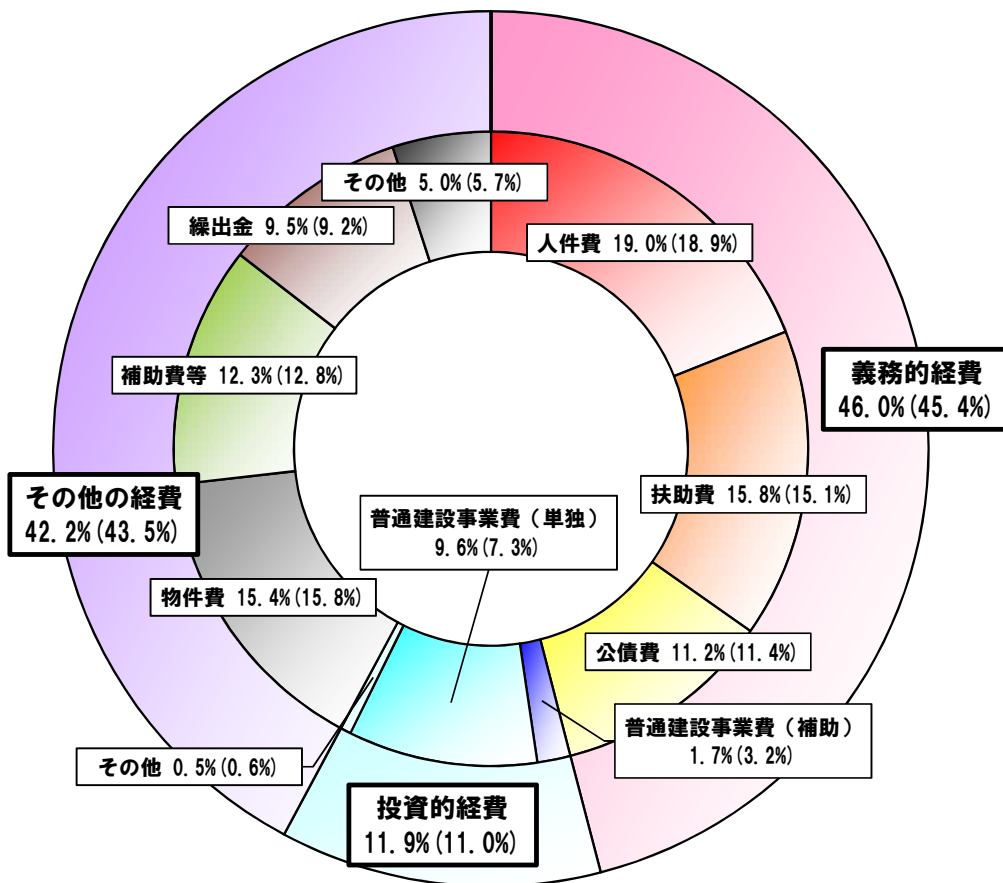 その他 5.0%(5.7%)
繰出金 9.5%(9.2%)
人件費 19.0%(18.9%)
補助費等 12.3%(12.8%)
義務的経費
46.0%(45.4%)
その他の経費
42.2%(43.5%)
扶助費 15.8%(15.1%)
普通建設事業費（単独）
9.6%(7.3%)
物件費 15.4%(15.8%)
公債費 11.2%(11.4%)
普通建設事業費（補助）
1.7%(3.2%)
その他 0.5%(0.6%)
投資的経費
11.9%(11.0%)